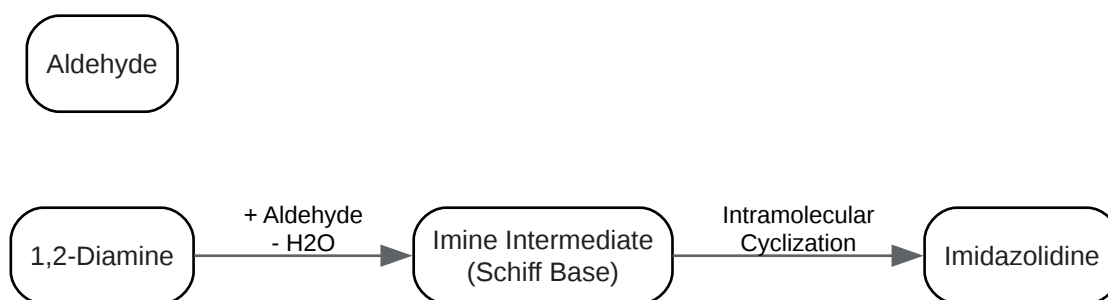 Aldehyde
+ Aldehyde
- H2O
Intramolecular
Cyclization
1,2-Diamine
Imine Intermediate
(Schiff Base)
Imidazolidine